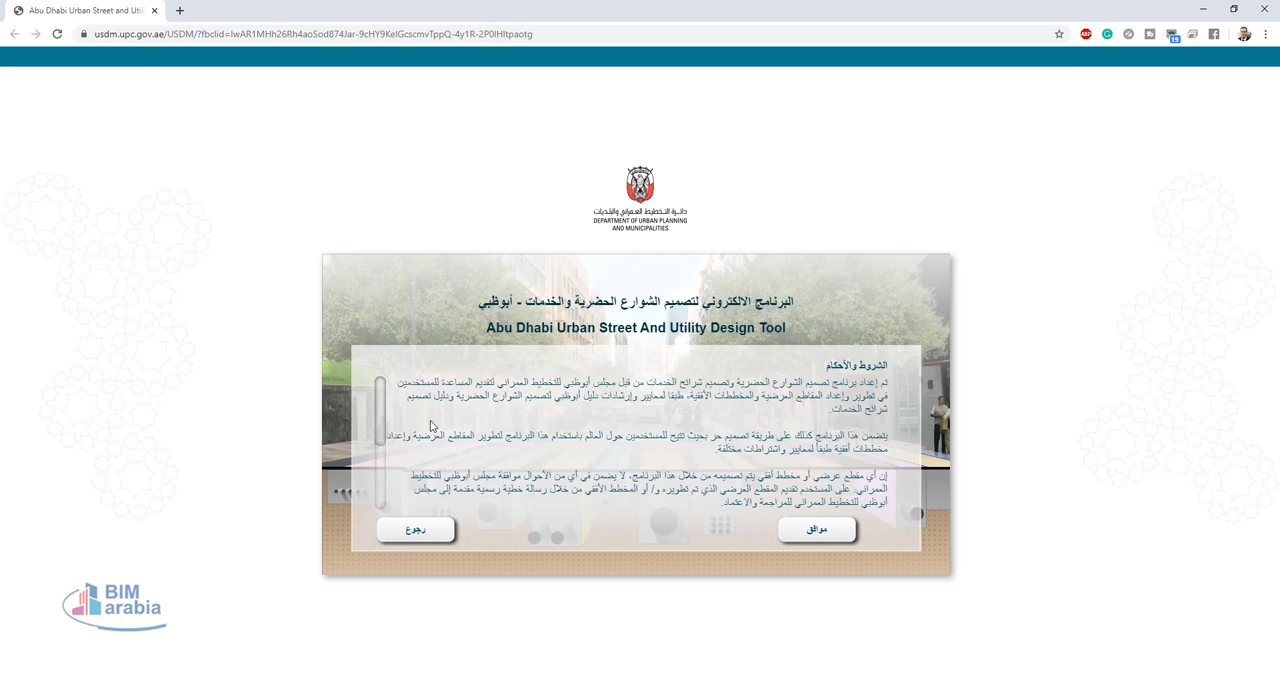 Abu Dhabi Urban Street and Util
usdm.upc.gov.ae/USDM/?fbclid=IwAR1MHh26Rh4aoSod874Jar-9cHY9KelGcscmvTppQ-4y1R-2P0IHItpaotg
ABP
19
دائرة التخطيط العمراني والبلديات
DEPARTMENT OF URBAN PLANNING
AND MUNICIPALITIES
البرنامج الالكتروني لتصميم الشوارع الحضرية والخدمات - أبوظبي
Abu Dhabi Urban Street And Utility Design Tool
الشروط والأحكام
تم إعداد برنامج تصميم الشوارع الحضرية وتصميم شرائح الخدمات من قبل مجلس أبوظبي للتخطيط العمراني لتقديم المساعدة للمستخدمين
في تطوير وإعداد المقاطع العرضية والمخططات الأفقية، طبقا لمعايير وإرشادات دليل أبوظبي لتصميم الشوارع الحضرية ودليل تصميم
شرائح الخدمات.
يتضمن هذا البرنامج كذلك على طريقة تصميم حر بحيث تتيح للمستخدمين حول العالم باستخدام هذا البرنامج لتطوير المقاطع العرضية وإعداد
مخططات أفقية طبقاً لمعايير واشتراطات مختلفة.
إن أي مقطع عرضي أو مخطط افقي يتم تصميمه من خلال هذا البرنامج، لا يضمن في أي من الأحوال موافقة مجلس أبوظبي للتخطيط
العمراني. على المستخدم تقديم المقطع العرضي الذي تم تطويره و/ أو المخطط الأفقي من خلال رسالة خطية رسمية مقدمة إلى مجلس
أبوظبي للتخطيط العمراني للمراجعة والاعتماد.
موافق
رجوع
BIM
arabia